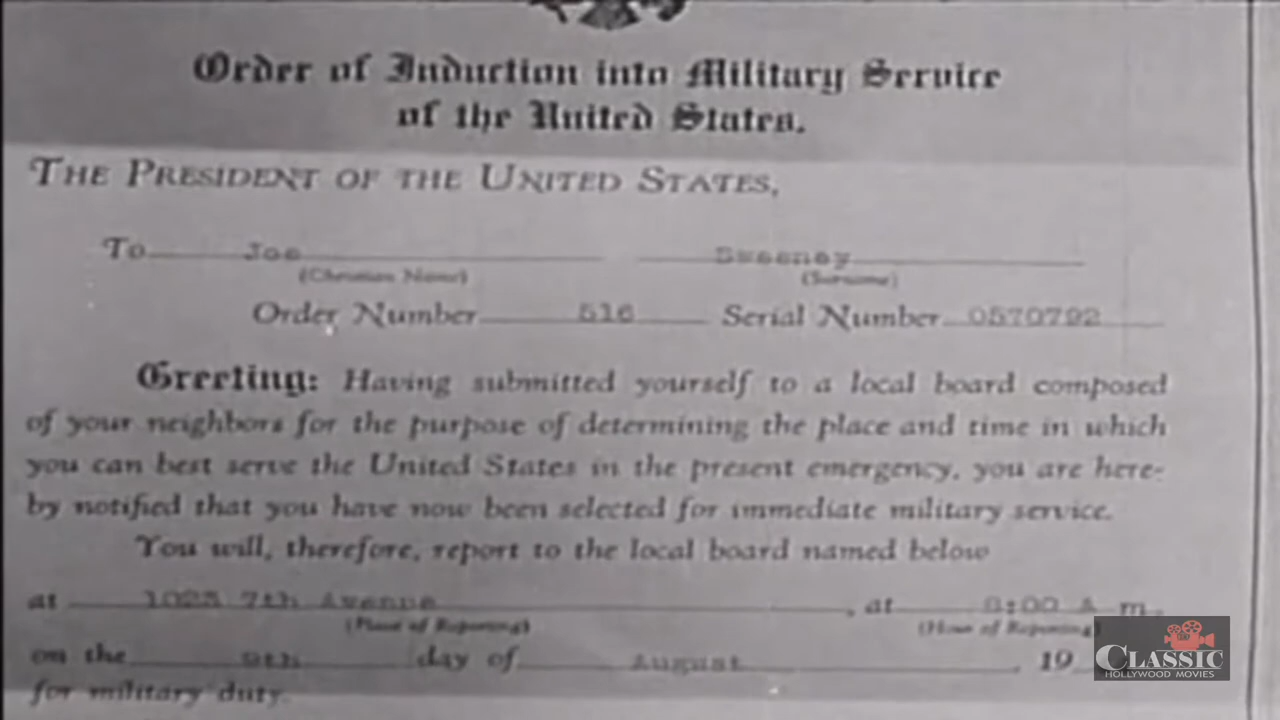 Order of Induction into Military Service
of the United States.
THE PRESIDENT OF THE UNITED STATES,
To Joe Sweeney
(Christian Name) (Surname)
Order Number 516 Serial Number 0570792
Greeting: Having submitted yourself to a local board composed
of your neighbors for the purpose of determining the place and time in which
you can best serve the United States in the present emergency, you are here-
by notified that you have now been selected for immediate military service.
You will, therefore, report to the local board named below
at 1025 7th Avenue, at 8:00 A m.
(Place of Reporting) (Hour of Reporting)
on the 9th day of August, 19
for military duty.
CLASSIC
HOLLYWOOD MOVIES